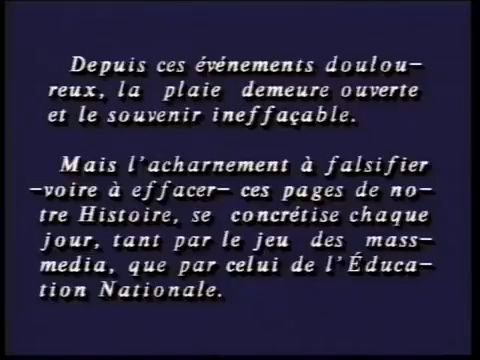 Depuis ces événements doulou-
reux, la plaie demeure ouverte
et le souvenir ineffaçable.
Mais l'acharnement à falsifier
-voire à effacer- ces pages de no-
tre Histoire, se concrétise chaque
jour, tant par le jeu des mass-
media, que par celui de l'Éduca-
tion Nationale.